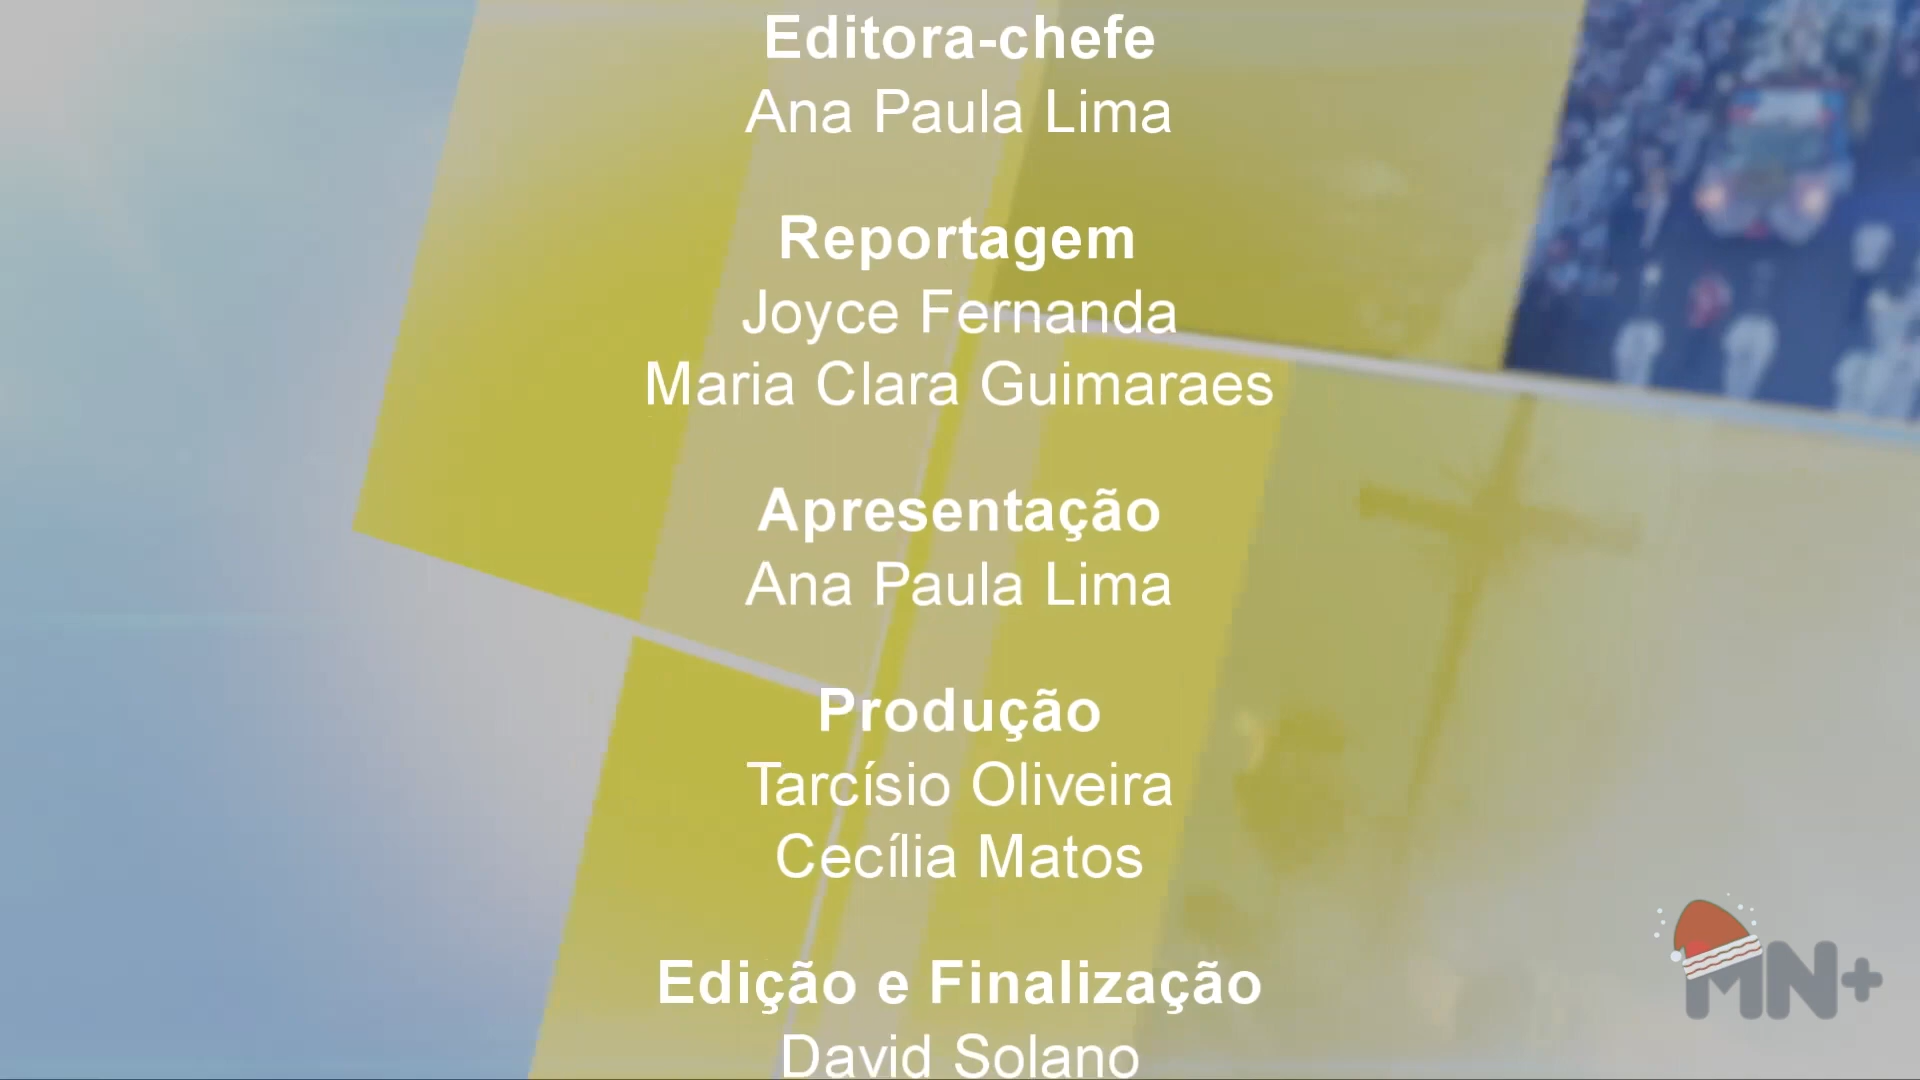 Editora-chefe
Ana Paula Lima
Reportagem
Joyce Fernanda
Maria Clara Guimaraes
Apresentação
Ana Paula Lima
Produção
Tarcísio Oliveira
Cecília Matos
Edição e Finalização
David Solano
MN+